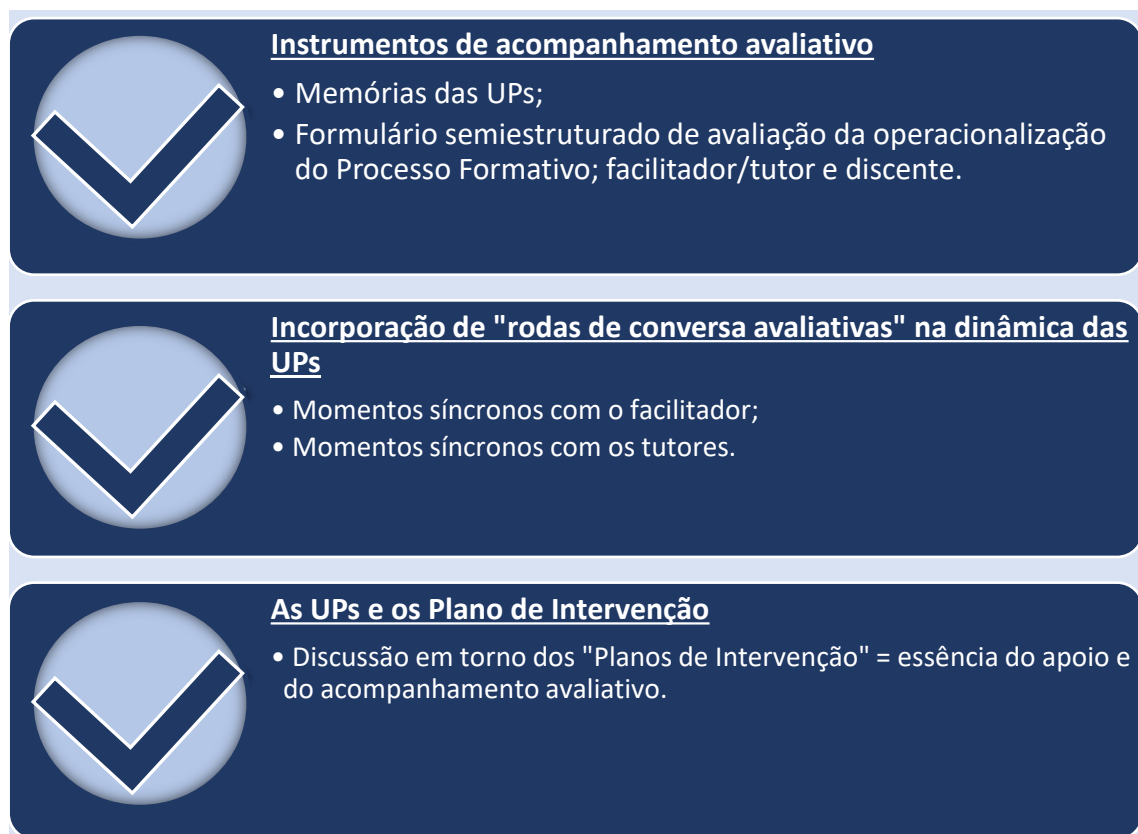 Instrumentos de acompanhamento avaliativo
• Memórias das UPs;
• Formulário semiestruturado de avaliação da operacionalização
do Processo Formativo; facilitador/tutor e discente.
Incorporação de "rodas de conversa avaliativas" na dinâmica das
UPs
• Momentos síncronos com o facilitador;
• Momentos síncronos com os tutores.
As UPs e os Plano de Intervenção
• Discussão em torno dos "Planos de Intervenção" = essência do apoio e
do acompanhamento avaliativo.